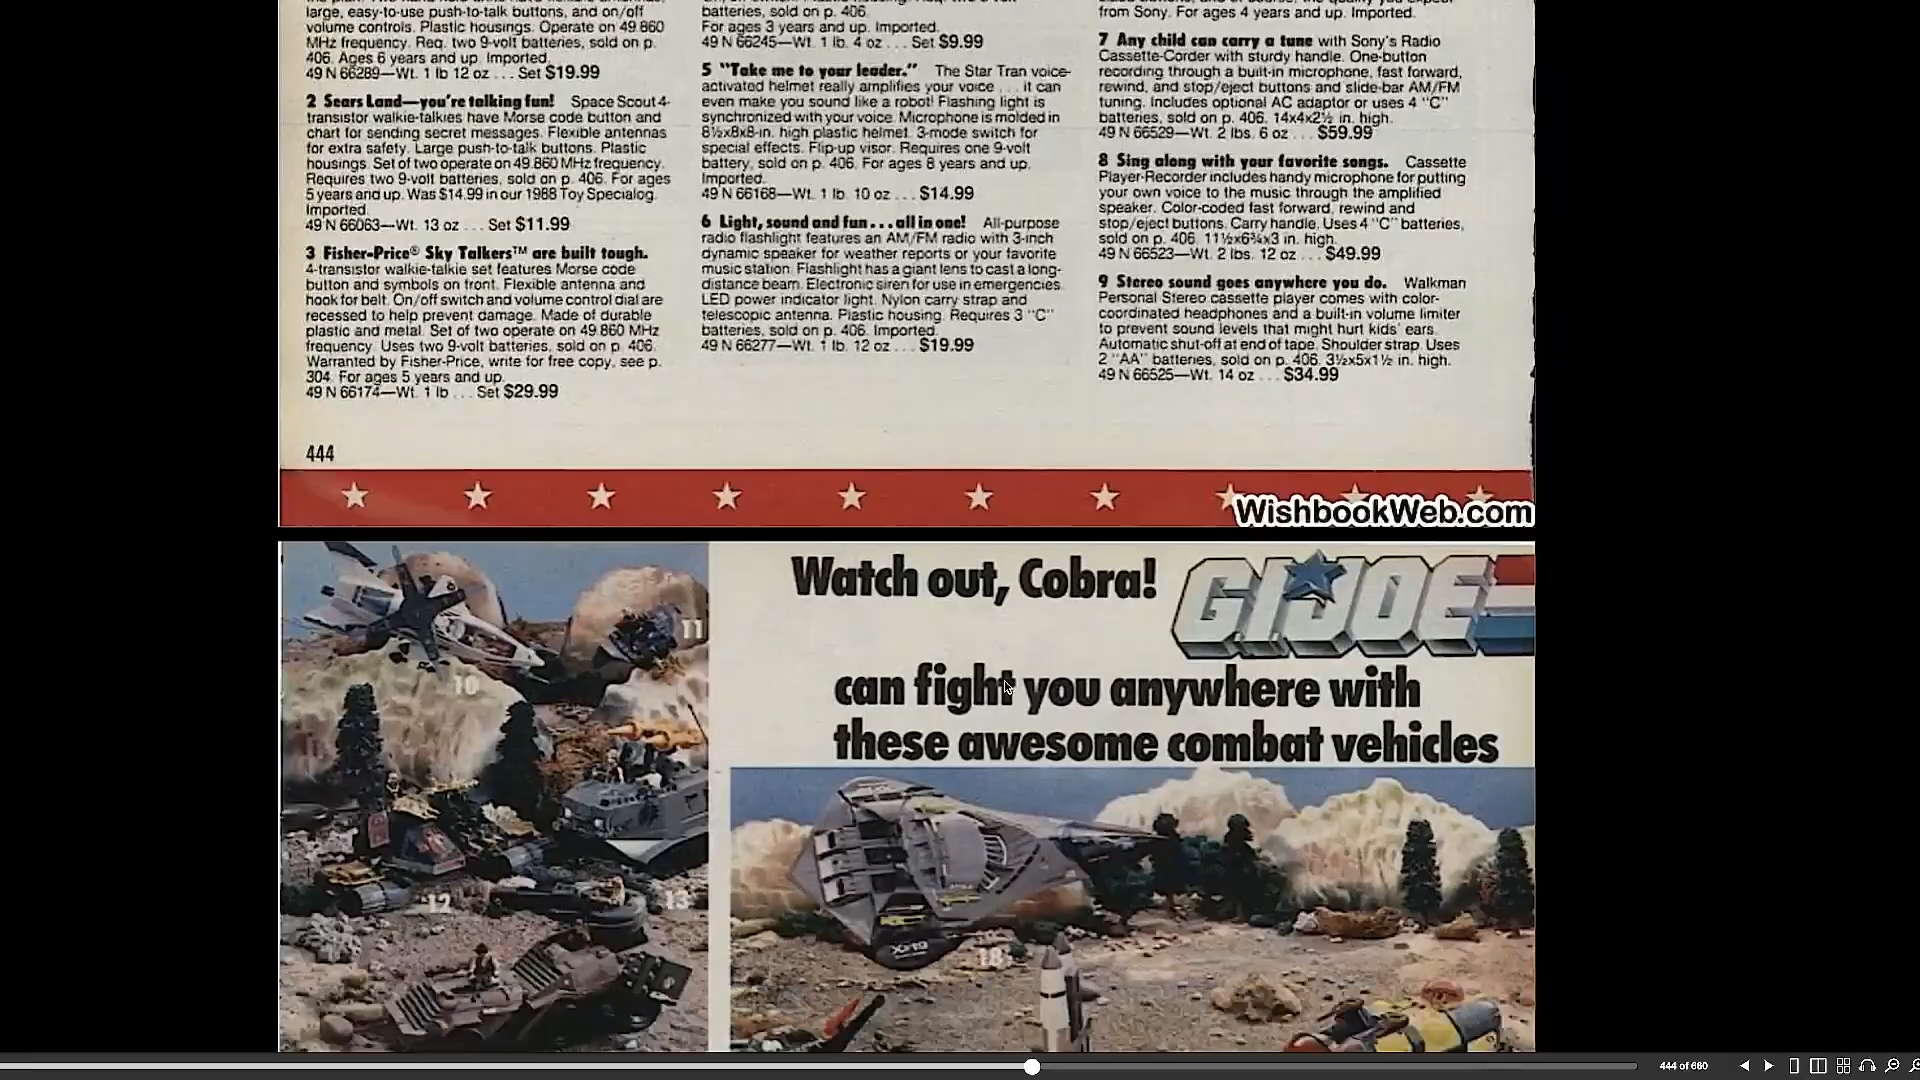 large, easy-to-use push-to-talk buttons, and on/off
volume controls. Plastic housings. Operate on 49.860
MHz frequency. Req. two 9-volt batteries, sold on p.
406. Ages 6 years and up. Imported.
49 N 66289—Wt. 1 lb 12 oz ... Set $19.99
2 Sears Land—you're talking fun! Space Scout 4-
transistor walkie-talkies have Morse code button and
chart for sending secret messages. Flexible antennas
for extra safety. Large push-to-talk buttons. Plastic
housings. Set of two operate on 49.860 MHz frequency.
Requires two 9-volt batteries, sold on p. 406. For ages
5 years and up. Was $14.99 in our 1988 Toy Specialog.
Imported.
49 N 66063—Wt. 13 oz ... Set $11.99
3 Fisher-Price® Sky Talkers™ are built tough.
4-transistor walkie-talkie set features Morse code
button and symbols on front. Flexible antenna and
hook for belt. On/off switch and volume control dial are
recessed to help prevent damage. Made of durable
plastic and metal. Set of two operate on 49.860 MHz
frequency. Uses two 9-volt batteries, sold on p. 406.
Warranted by Fisher-Price, write for free copy, see p.
304. For ages 5 years and up.
49 N 66174—Wt. 1 lb ... Set $29.99
batteries, sold on p. 406.
For ages 3 years and up. Imported.
49 N 66245—Wt. 1 lb. 4 oz ... Set $9.99
5 "Take me to your leader." The Star Tran voice-
activated helmet really amplifies your voice ... it can
even make you sound like a robot! Flashing light is
synchronized with your voice. Microphone is molded in
8½x8x8-in. high plastic helmet. 3-mode switch for
special effects. Flip-up visor. Requires one 9-volt
battery, sold on p. 406. For ages 8 years and up.
Imported.
49 N 66168—Wt. 1 lb. 10 oz ... $14.99
6 Light, sound and fun...all in one! All-purpose
radio flashlight features an AM/FM radio with 3-inch
dynamic speaker for weather reports or your favorite
music station. Flashlight has a giant lens to cast a long-
distance beam. Electronic siren for use in emergencies.
LED power indicator light. Nylon carry strap and
telescopic antenna. Plastic housing. Requires 3 "C"
batteries, sold on p. 406. Imported.
49 N 66277—Wt. 1 lb. 12 oz ... $19.99
from Sony. For ages 4 years and up. Imported.
7 Any child can carry a tune with Sony's Radio
Cassette-Corder with sturdy handle. One-button
recording through a built-in microphone, fast forward,
rewind, and stop/eject buttons and slide-bar AM/FM
tuning. Includes optional AC adaptor or uses 4 "C"
batteries, sold on p. 406. 14x4x2½ in. high.
49 N 66529—Wt. 2 lbs. 6 oz ... $59.99
8 Sing along with your favorite songs. Cassette
Player-Recorder includes handy microphone for putting
your own voice to the music through the amplified
speaker. Color-coded fast forward, rewind and
stop/eject buttons. Carry handle. Uses 4 "C" batteries,
sold on p. 406. 11½x6¾x3 in. high.
49 N 66523—Wt. 2 lbs. 12 oz ... $49.99
9 Stereo sound goes anywhere you do. Walkman
Personal Stereo cassette player comes with color-
coordinated headphones and a built-in volume limiter
to prevent sound levels that might hurt kids' ears.
Automatic shut-off at end of tape. Shoulder strap. Uses
2 "AA" batteries, sold on p. 406. 3½x5x1½ in. high.
49 N 66525—Wt. 14 oz ... $34.99
444
WishbookWeb.com
Watch out, Cobra! GI JOE
can fight you anywhere with
these awesome combat vehicles
10
11
12
13
18
444 of 660